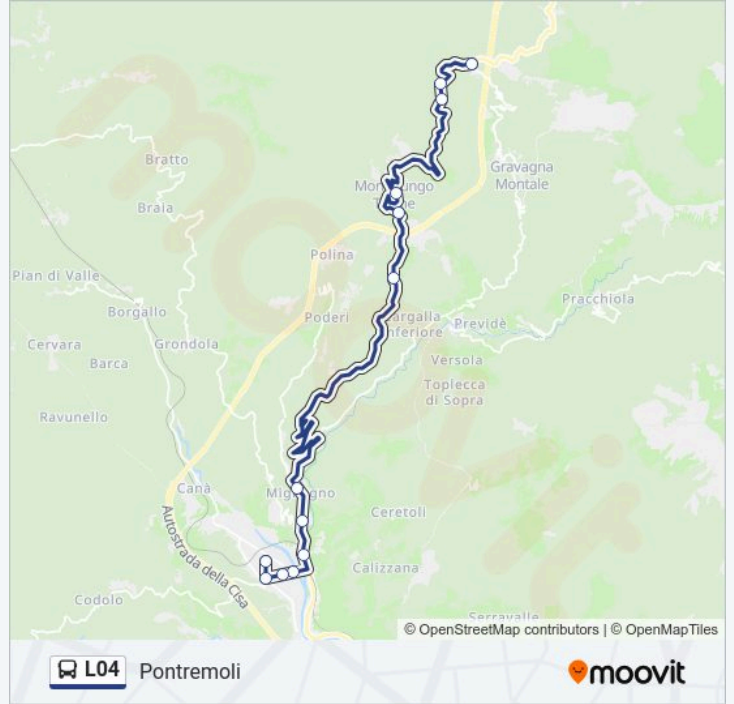 Bratto
Gravagna
Montale
Braia
Polina
Pian di Valle
Pracchiola
Borgallo
Poderi
Previdè
Inferiore
Cervara
Grondola
Versola
Barca
Toplecca
di Sopra
Ravunello
Canà
Ceretoli
Autostrada della Cisa
Calizzana
Codolo
Serravalle
© OpenStreetMap contributors | © OpenMapTiles
L04 Pontremoli
moovit